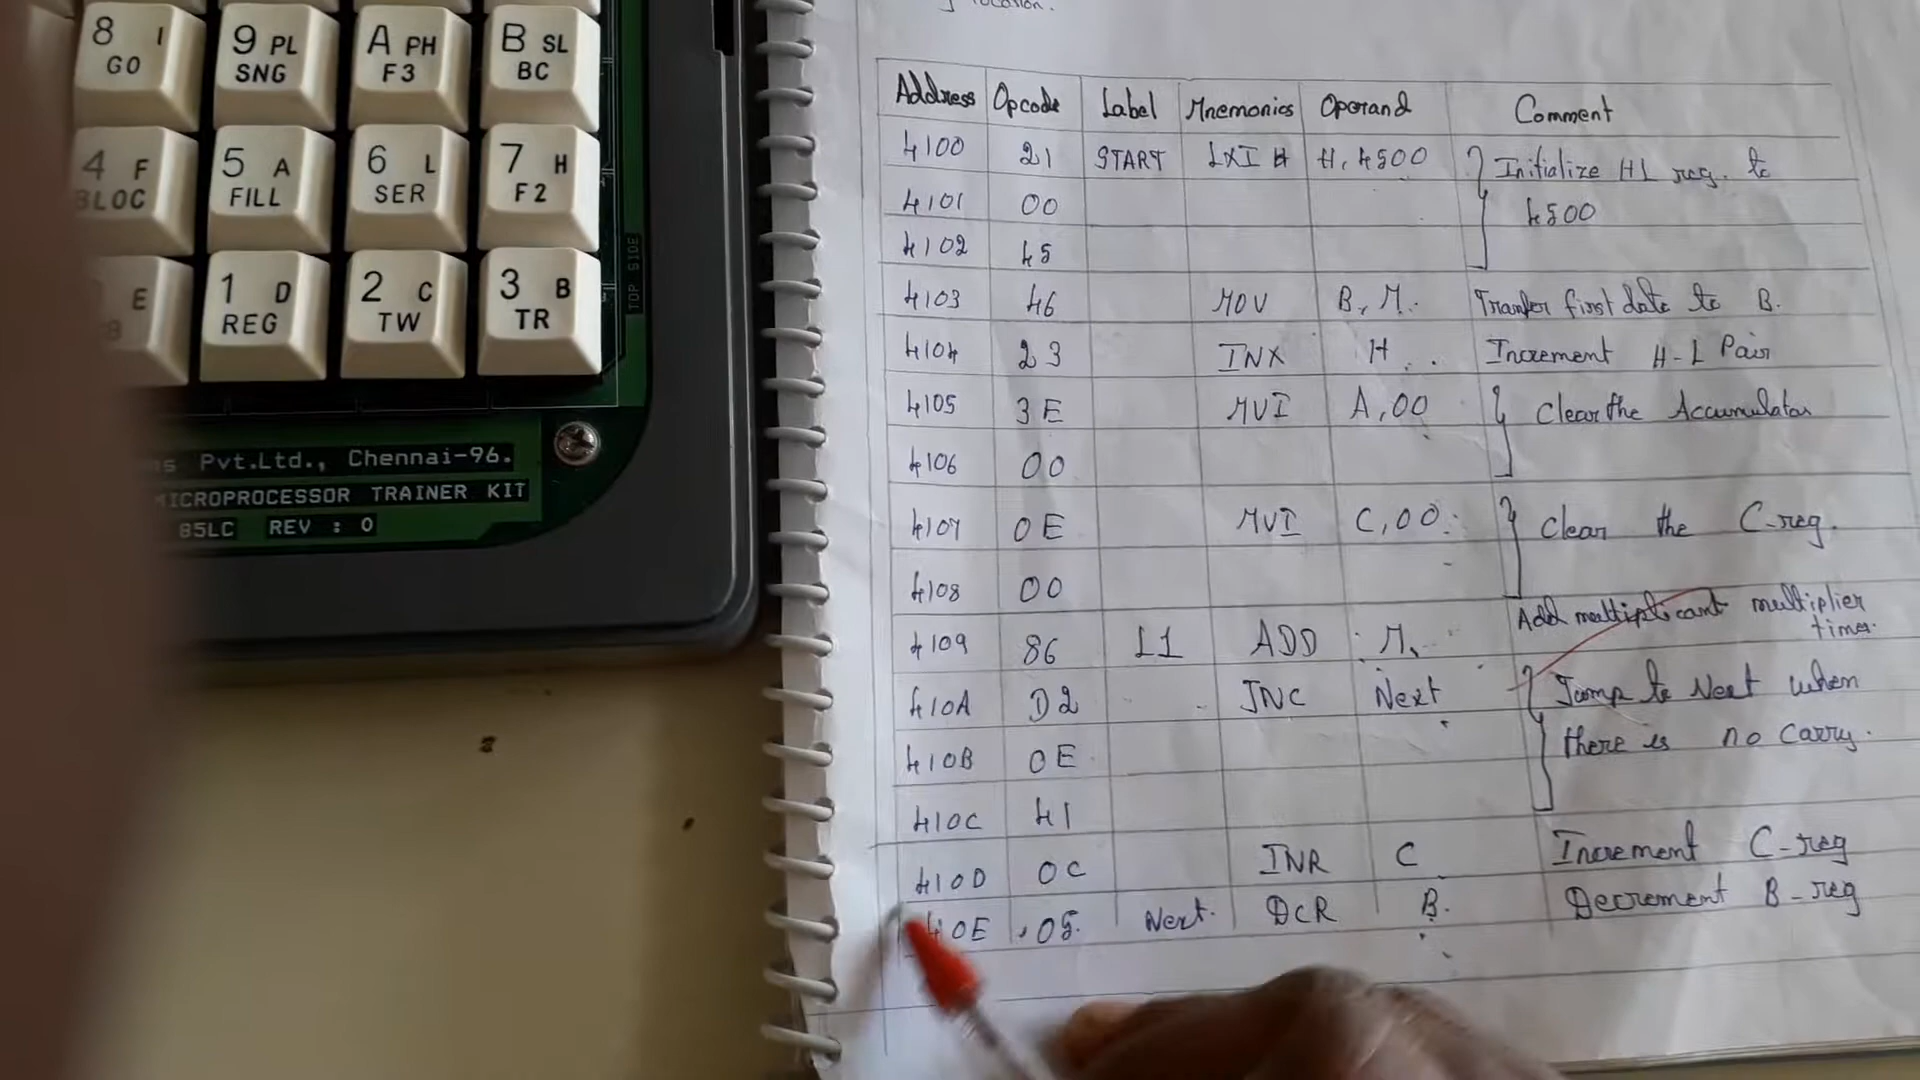 8 I
GO
9 PL
SNG
A PH
F3
B SL
BC
4 F
BLOC
5 A
FILL
6 L
SER
7 H
F2
E
1 D
REG
2 C
TW
3 B
TR
TOP SIDE
Pvt.Ltd., Chennai-96.
MICROPROCESSOR TRAINER KIT
85LC REV : 0
location.
Address Opcode Label Mnemonics Operand Comment
4100 21 START LXI H H, 4500 Initialize HL reg. to
4101 00 4500
4102 45
4103 46 MOV B, M. Tranfer first data to B.
4104 23 INX H Increment H-L Pair
4105 3E MVI A,00 Clear the Accumulator
4106 00
4107 0E MVI C,00 Clear the C-reg.
4108 00
4109 86 L1 ADD M Add multiplicant multiplier
times.
410A D2 JNC Next Jump to Next when
410B 0E there is no carry.
410C 41
410D 0C INR C Increment C-reg
40E 05 Next. DCR B. Decrement B-reg